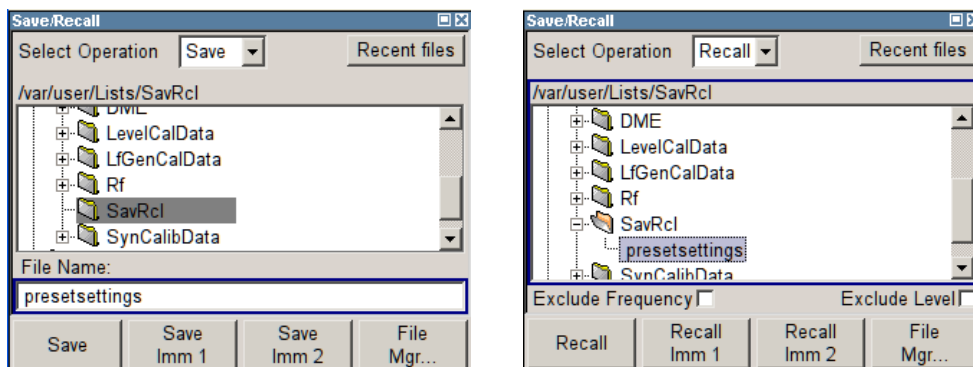 Save/Recall
Select Operation Save Recent files
/var/user/Lists/SavRcl
DME
LevelCalData
LfGenCalData
Rf
SavRcl
SynCalibData
File Name:
presetsettings
Save
Save Imm 1
Save Imm 2
File Mgr...
Save/Recall
Select Operation Recall Recent files
/var/user/Lists/SavRcl
DME
LevelCalData
LfGenCalData
Rf
SavRcl
presetsettings
SynCalibData
Exclude Frequency Exclude Level
Recall
Recall Imm 1
Recall Imm 2
File Mgr...